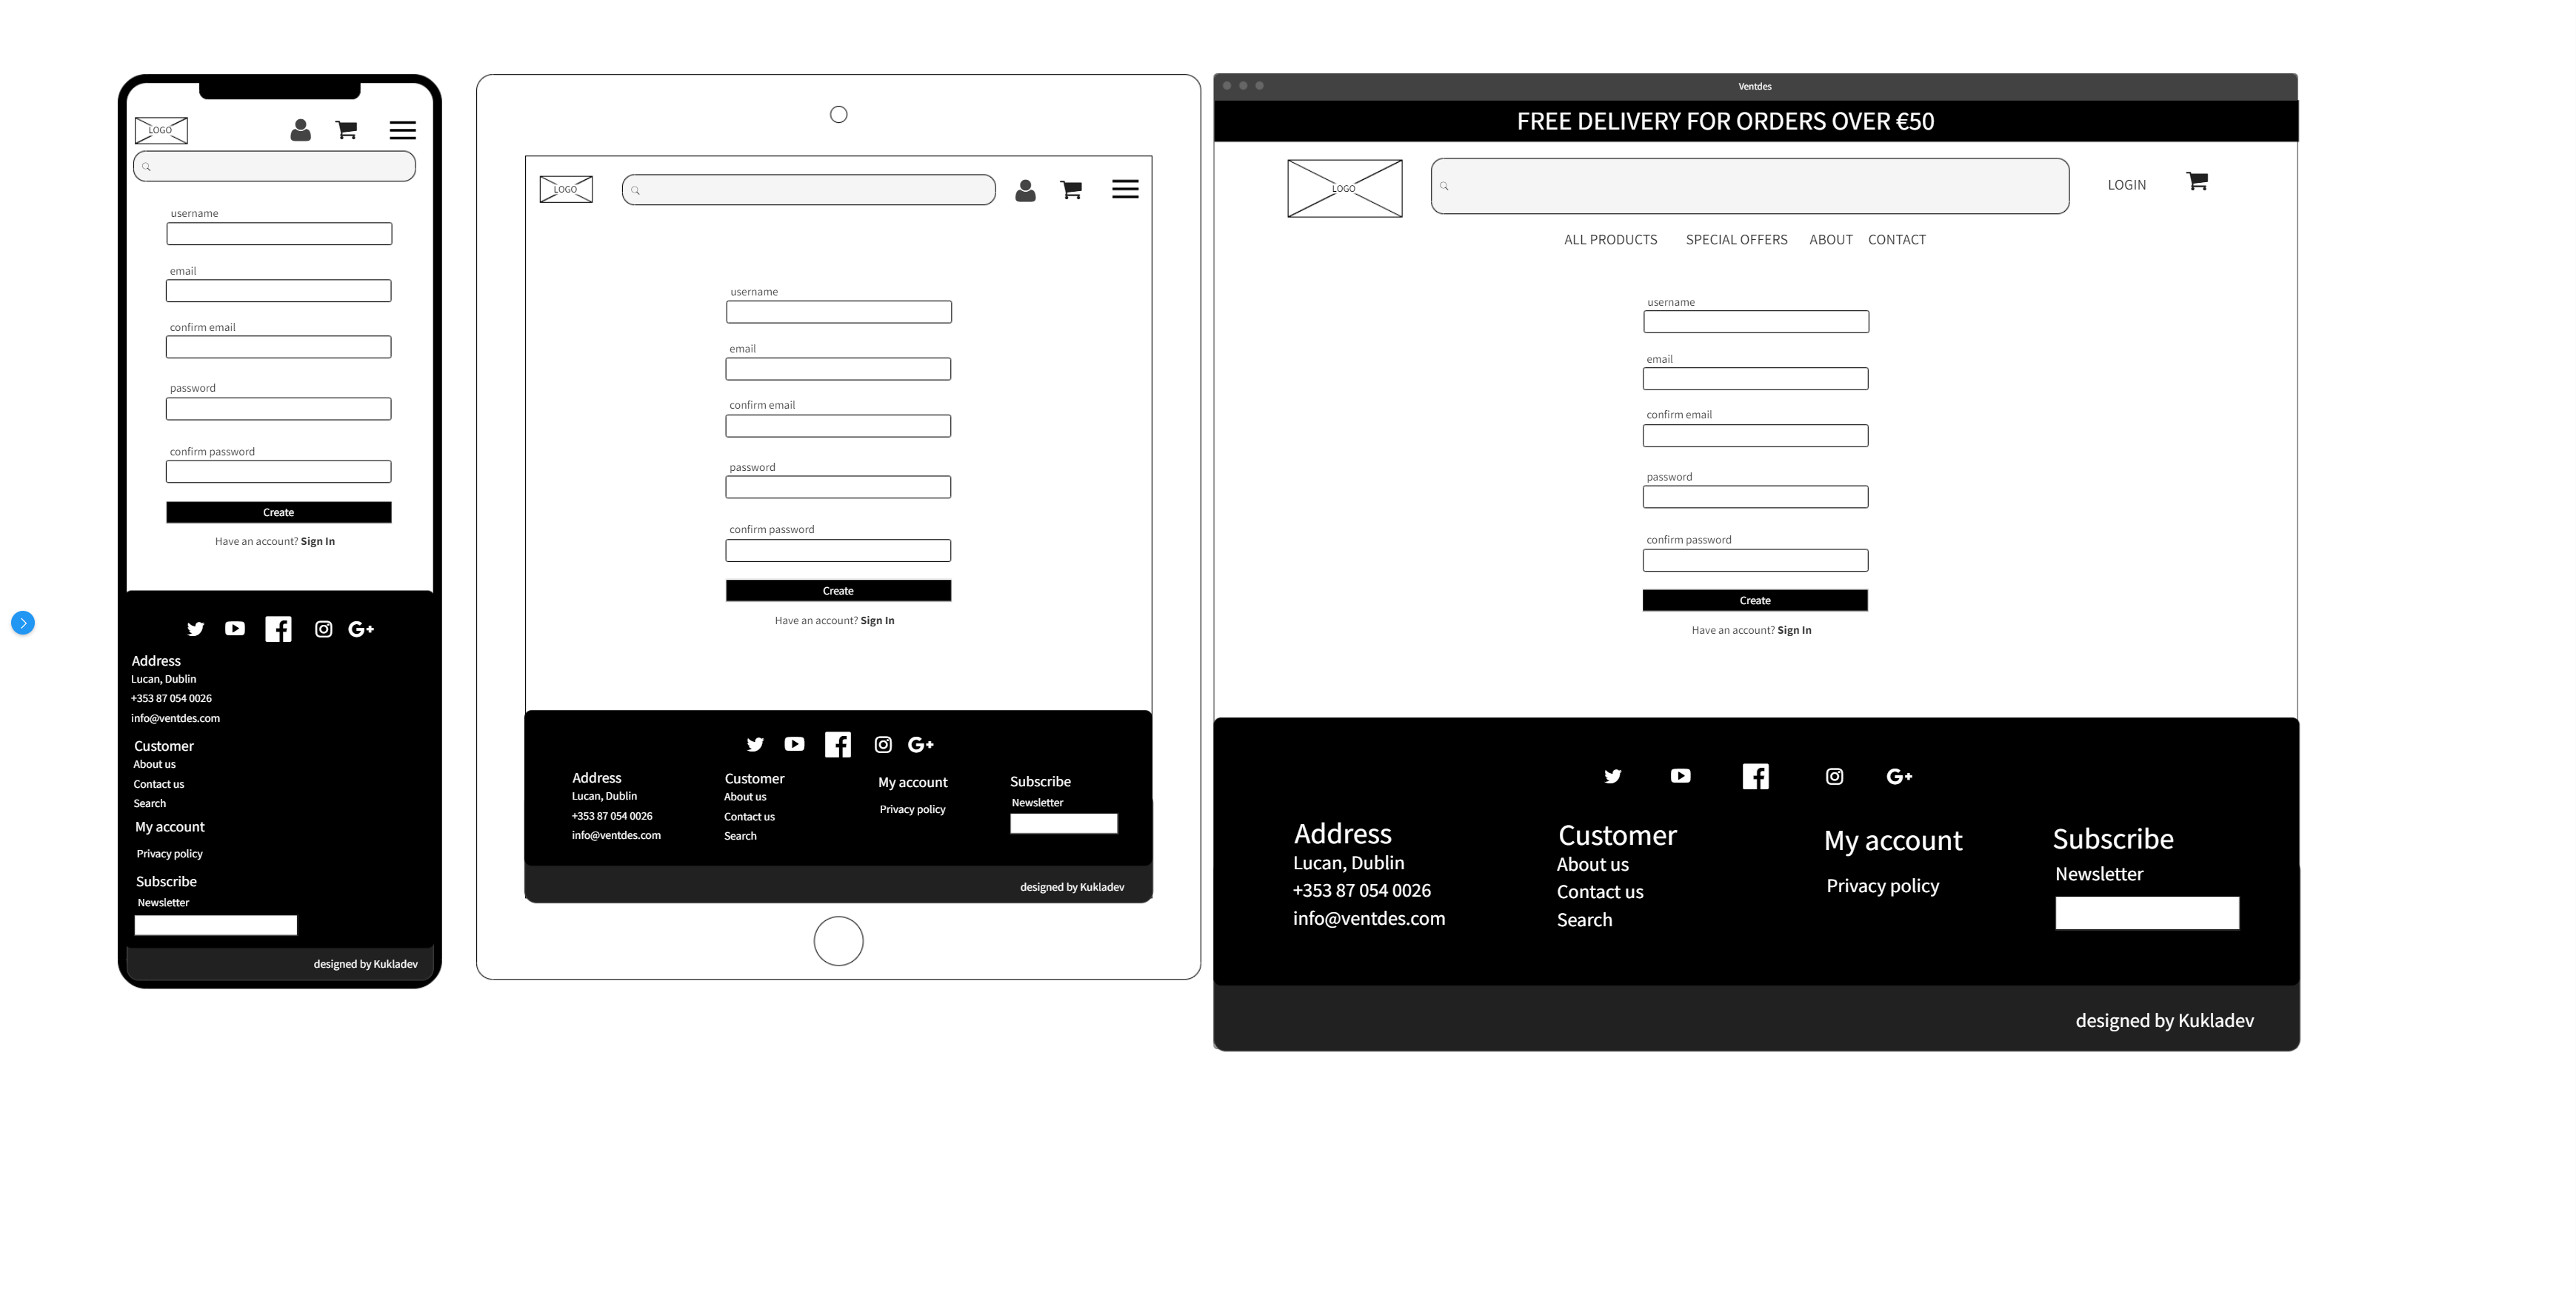 LOGO
username
email
confirm email
password
confirm password
Create
Have an account? Sign In
Address
Lucan, Dublin
+353 87 054 0026
info@ventdes.com
Customer
About us
Contact us
Search
My account
Privacy policy
Subscribe
Newsletter
designed by Kukladev
LOGO
username
email
confirm email
password
confirm password
Create
Have an account? Sign In
Address
Lucan, Dublin
+353 87 054 0026
info@ventdes.com
Customer
About us
Contact us
Search
My account
Privacy policy
Subscribe
Newsletter
designed by Kukladev
Ventdes
FREE DELIVERY FOR ORDERS OVER €50
LOGO
LOGIN
ALL PRODUCTS SPECIAL OFFERS ABOUT CONTACT
username
email
confirm email
password
confirm password
Create
Have an account? Sign In
Address
Lucan, Dublin
+353 87 054 0026
info@ventdes.com
Customer
About us
Contact us
Search
My account
Privacy policy
Subscribe
Newsletter
designed by Kukladev